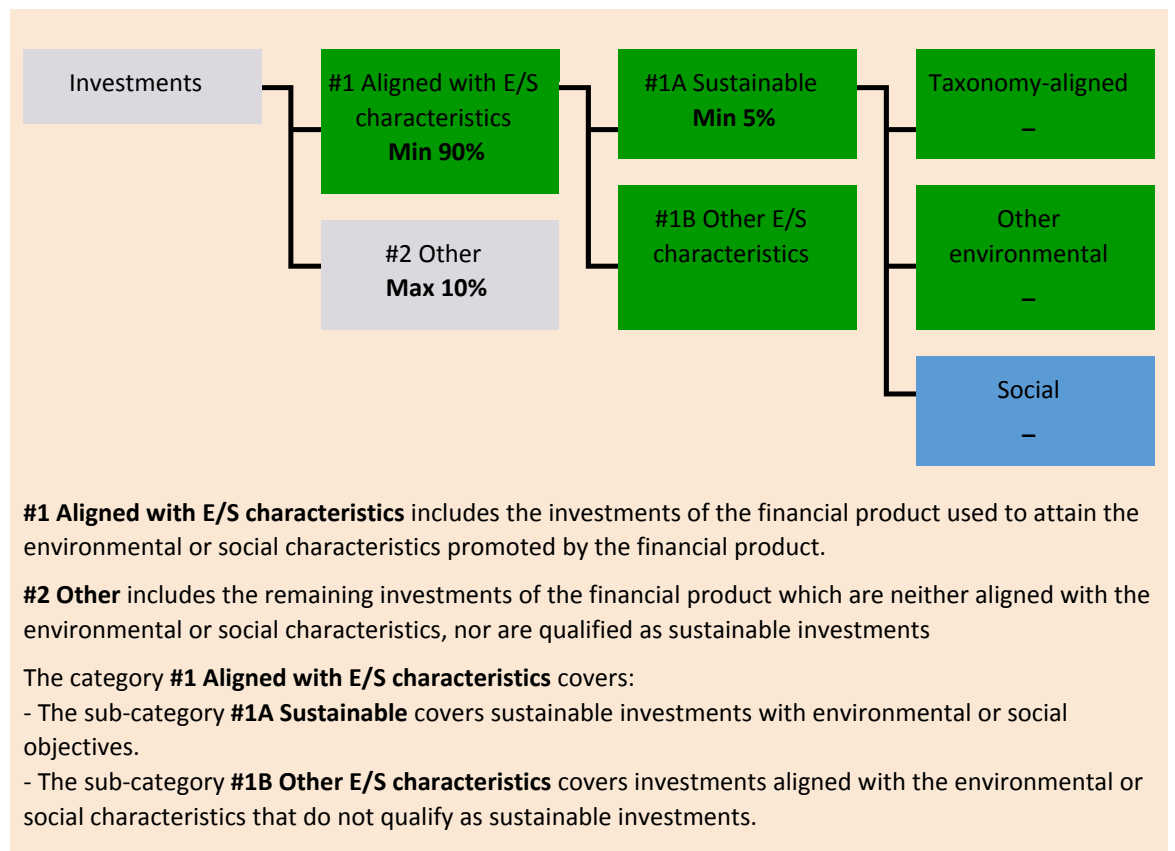 Investments
#1 Aligned with E/S
characteristics
Min 90%
#2 Other
Max 10%
#1A Sustainable
Min 5%
#1B Other E/S
characteristics
Taxonomy-aligned
–
Other
environmental
–
Social
–
#1 Aligned with E/S characteristics includes the investments of the financial product used to attain the
environmental or social characteristics promoted by the financial product.
#2 Other includes the remaining investments of the financial product which are neither aligned with the
environmental or social characteristics, nor are qualified as sustainable investments
The category #1 Aligned with E/S characteristics covers:
- The sub-category #1A Sustainable covers sustainable investments with environmental or social
objectives.
- The sub-category #1B Other E/S characteristics covers investments aligned with the environmental or
social characteristics that do not qualify as sustainable investments.